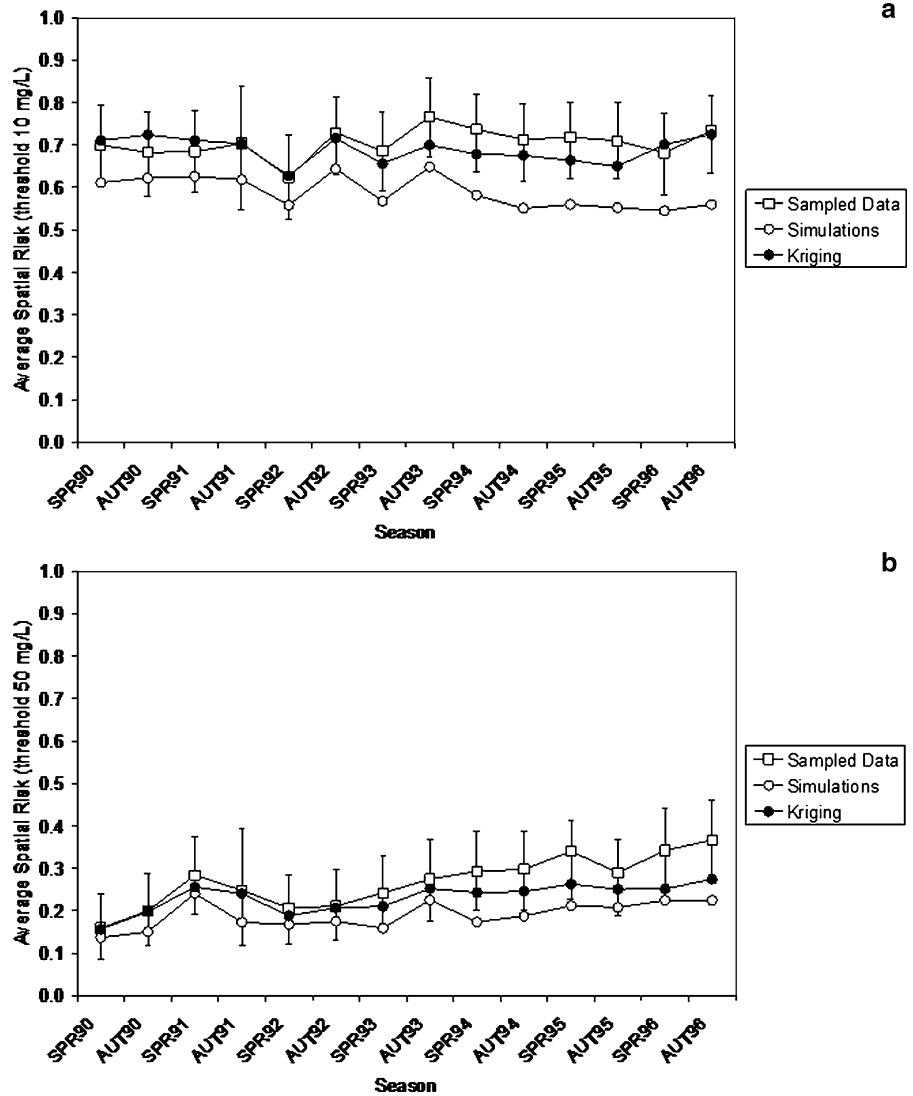 a
1.0
0.9
0.8
0.7
0.6
0.5
0.4
0.3
0.2
0.1
0.0
Average Spatial Risk (threshold 10 mg/L)
SPR90 AUT90 SPR91 AUT91 SPR92 AUT92 SPR93 AUT93 SPR94 AUT94 SPR95 AUT95 SPR96 AUT96
Season
Sampled Data
Simulations
Kriging
b
1.0
0.9
0.8
0.7
0.6
0.5
0.4
0.3
0.2
0.1
0.0
Average Spatial Risk (threshold 50 mg/L)
SPR90 AUT90 SPR91 AUT91 SPR92 AUT92 SPR93 AUT93 SPR94 AUT94 SPR95 AUT95 SPR96 AUT96
Season
Sampled Data
Simulations
Kriging